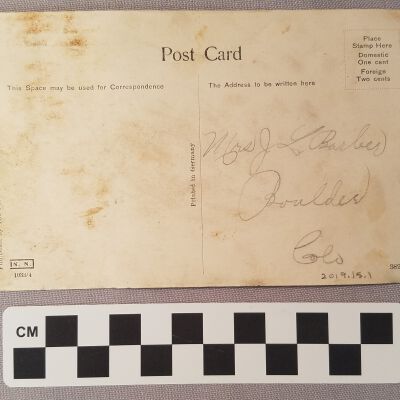 Post Card
Place
Stamp Here
Domestic
One cent
Foreign
Two cents
This Space may be used for Correspondence
The Address to be written here
Printed in Germany
Mrs J L Barber
Boulder
Colo
2019.15.1
N. N.
CM